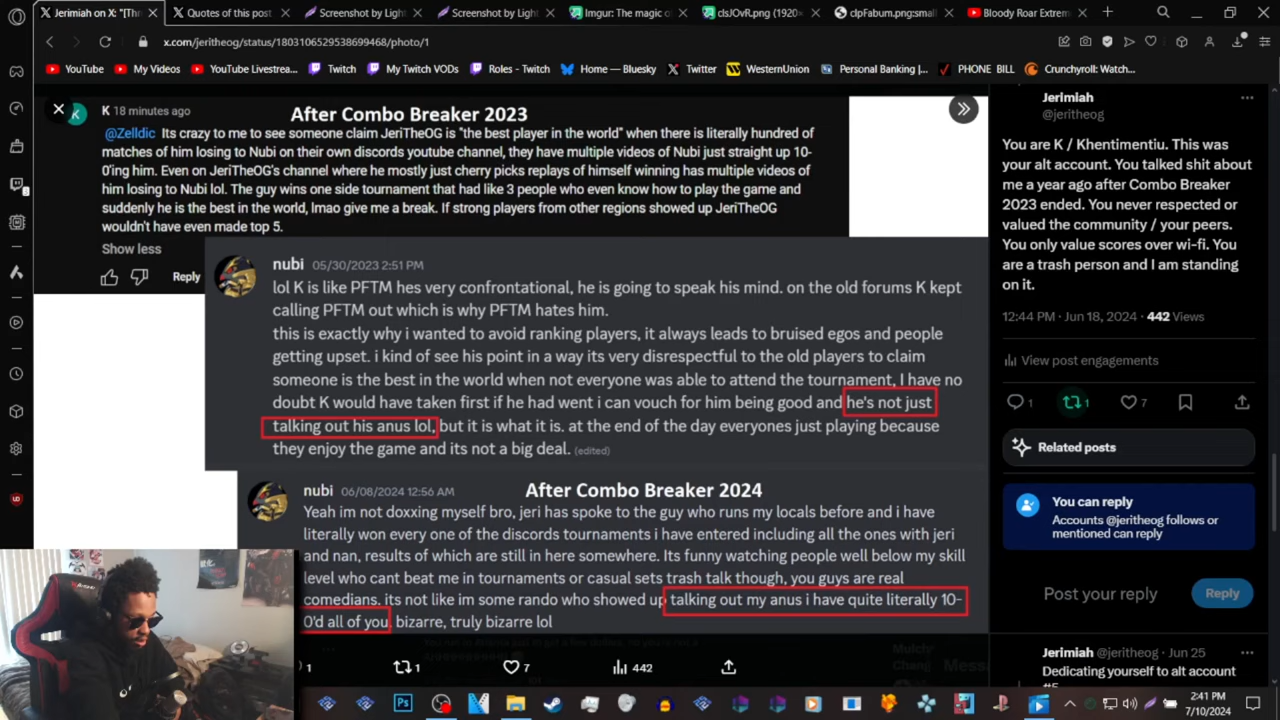 Jerimiah on X: "[Thr
Quotes of this post
Screenshot by Light
Screenshot by Light
Imgur: The magic o
clsJOvR.png (1920×
clpFabum.png:small
Bloody Roar Extrem
x.com/jeritheog/status/1803106529538699468/photo/1
YouTube
My Videos
YouTube Livestrea...
Twitch
My Twitch VODs
Roles - Twitch
Home — Bluesky
Twitter
WesternUnion
Personal Banking |...
PHONE BILL
Crunchyroll: Watch...
K 18 minutes ago
After Combo Breaker 2023
@Zelldic Its crazy to me to see someone claim JeriTheOG is "the best player in the world" when there is literally hundred of
matches of him losing to Nubi on their own discords youtube channel, they have multiple videos of Nubi just straight up 10-
0'ing him. Even on JeriTheOG's channel where he mostly just cherry picks replays of himself winning has multiple videos of
him losing to Nubi lol. The guy wins one side tournament that had like 3 people who even know how to play the game and
suddenly he is the best in the world, lmao give me a break. If strong players from other regions showed up JeriTheOG
wouldn't have even made top 5.
Show less
Reply
nubi 05/30/2023 2:51 PM
lol K is like PFTM hes very confrontational, he is going to speak his mind. on the old forums K kept
calling PFTM out which is why PFTM hates him.
this is exactly why i wanted to avoid ranking players, it always leads to bruised egos and people
getting upset. i kind of see his point in a way its very disrespectful to the old players to claim
someone is the best in the world when not everyone was able to attend the tournament, I have no
doubt K would have taken first if he had went i can vouch for him being good and he's not just
talking out his anus lol, but it is what it is. at the end of the day everyones just playing because
they enjoy the game and its not a big deal. (edited)
nubi 06/08/2024 12:56 AM
After Combo Breaker 2024
Yeah im not doxxing myself bro, jeri has spoke to the guy who runs my locals before and i have
literally won every one of the discords tournaments i have entered including all the ones with jeri
and nan, results of which are still in here somewhere. Its funny watching people well below my skill
level who cant beat me in tournaments or casual sets trash talk though, you guys are real
comedians. its not like im some rando who showed up talking out my anus i have quite literally 10-
0'd all of you. bizarre, truly bizarre lol
1
1
7
442
Jerimiah
@jeritheog
You are K / Khentimentiu. This was
your alt account. You talked shit about
me a year ago after Combo Breaker
2023 ended. You never respected or
valued the community / your peers.
You only value scores over wi-fi. You
are a trash person and I am standing
on it.
12:44 PM · Jun 18, 2024 · 442 Views
View post engagements
1
1
7
Related posts
You can reply
Accounts @jeritheog follows or
mentioned can reply
Post your reply
Reply
Jerimiah @jeritheog · Jun 25
Dedicating yourself to alt account
2:41 PM
7/10/2024